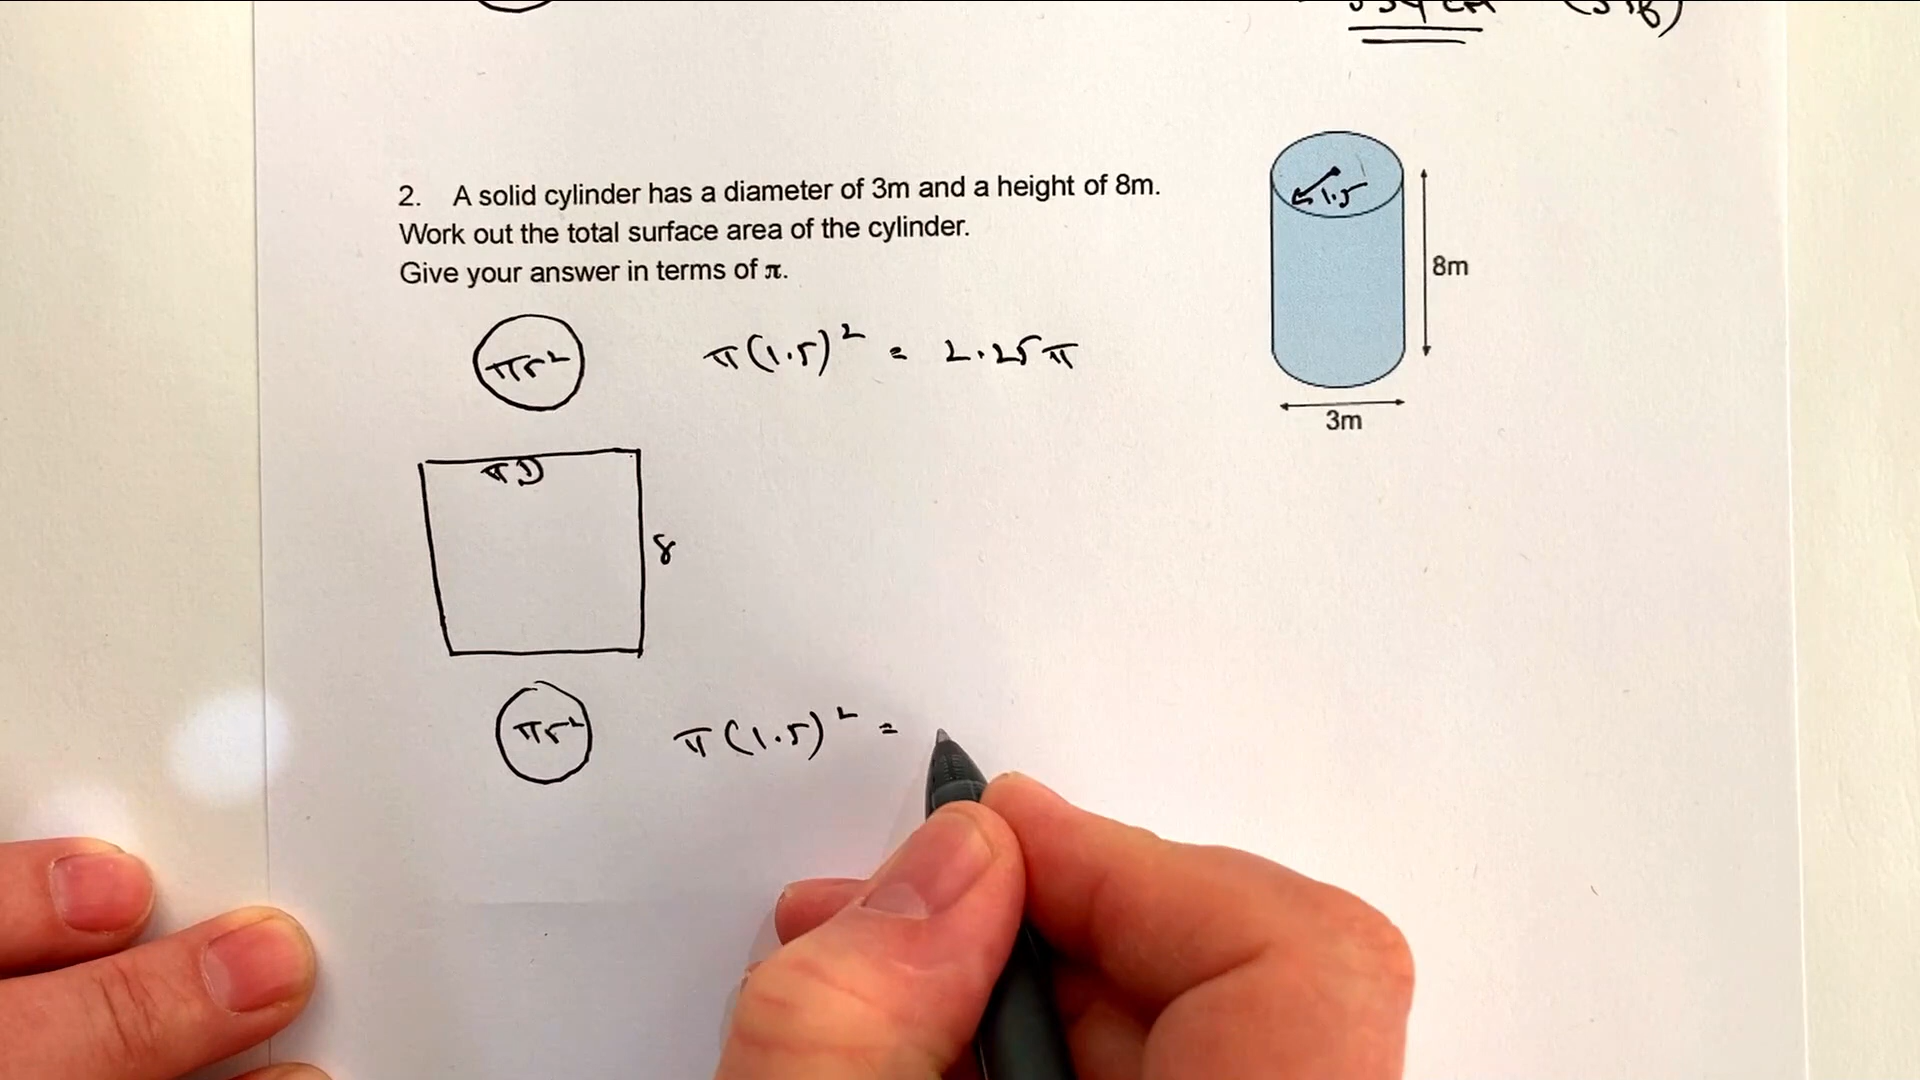 (3 sf)
2. A solid cylinder has a diameter of 3m and a height of 8m.
Work out the total surface area of the cylinder.
Give your answer in terms of π.
1.5
8m
3m
πr²
π(1.5)² = 2.25π
πD
8
πr²
π(1.5)² =